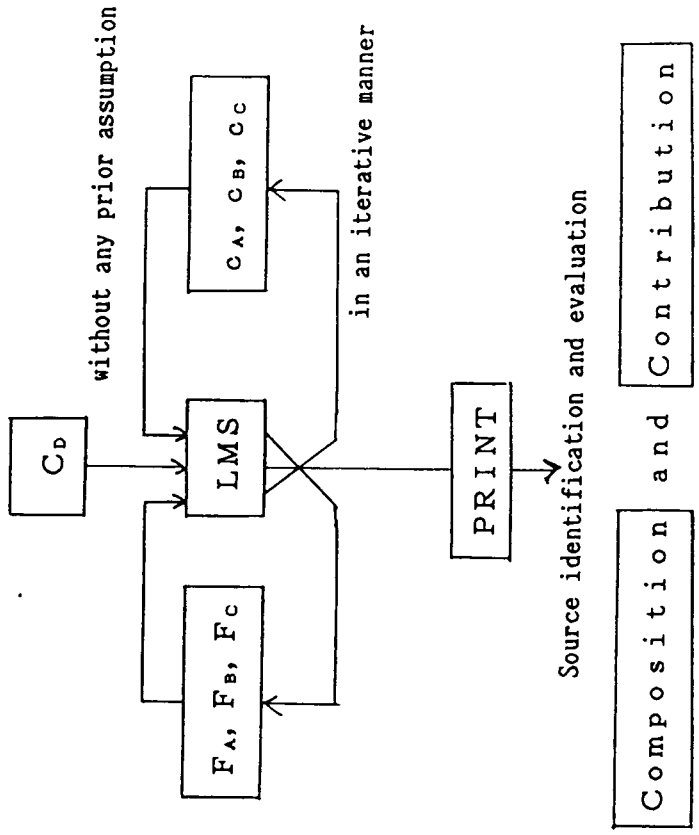 C_D
without any prior assumption
F_A, F_B, F_C
LMS
C_A, C_B, C_C
in an iterative manner
PRINT
Source identification and evaluation
Composition and Contribution